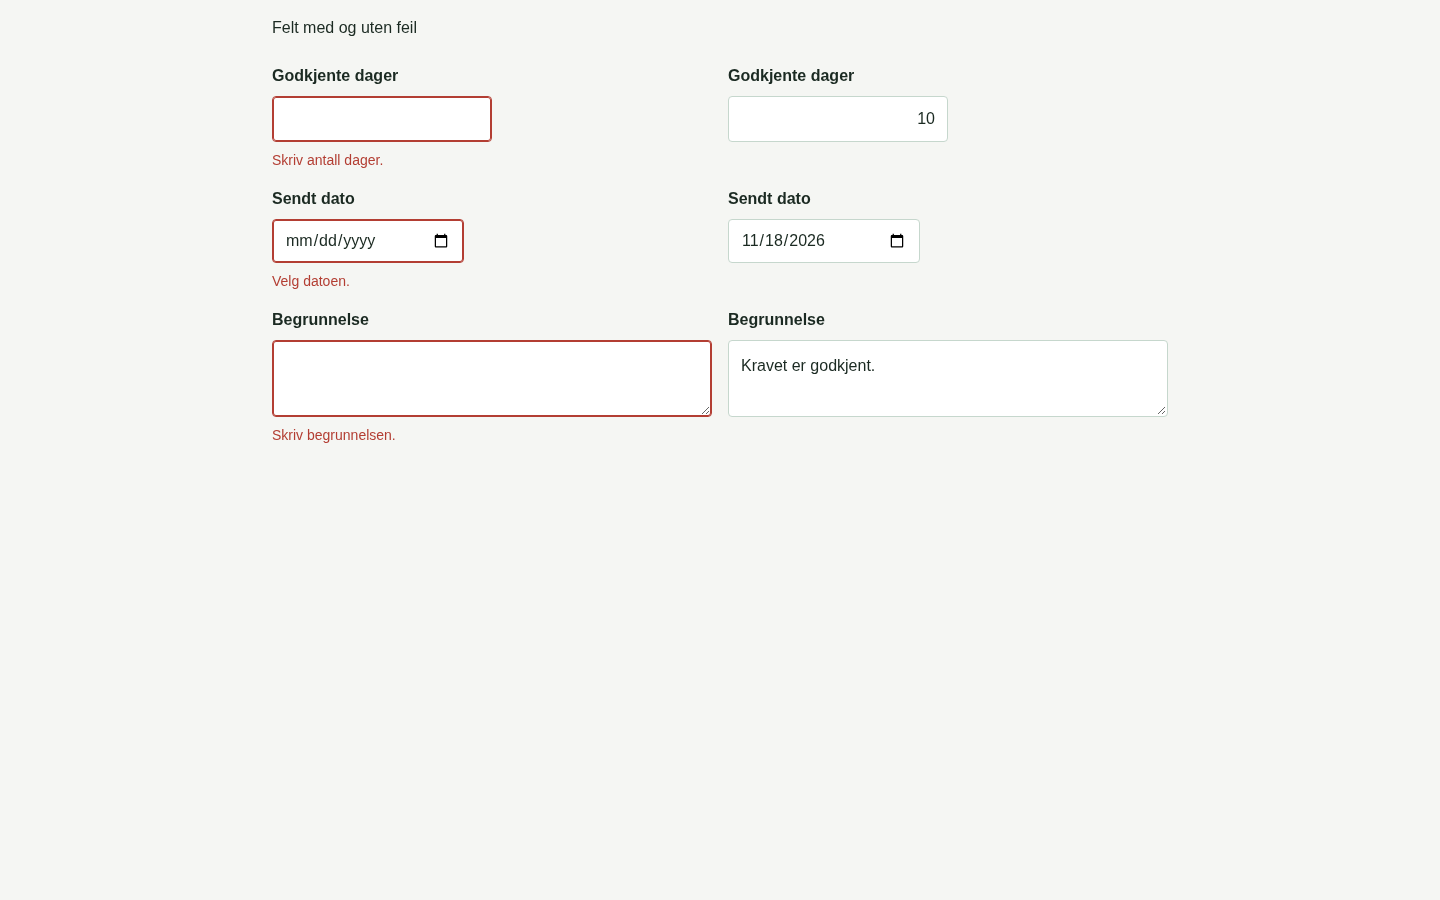 Felt med og uten feil
Godkjente dager
Skriv antall dager.
Godkjente dager
10
Sendt dato
mm/dd/yyyy
Velg datoen.
Sendt dato
11/18/2026
Begrunnelse
Skriv begrunnelsen.
Begrunnelse
Kravet er godkjent.